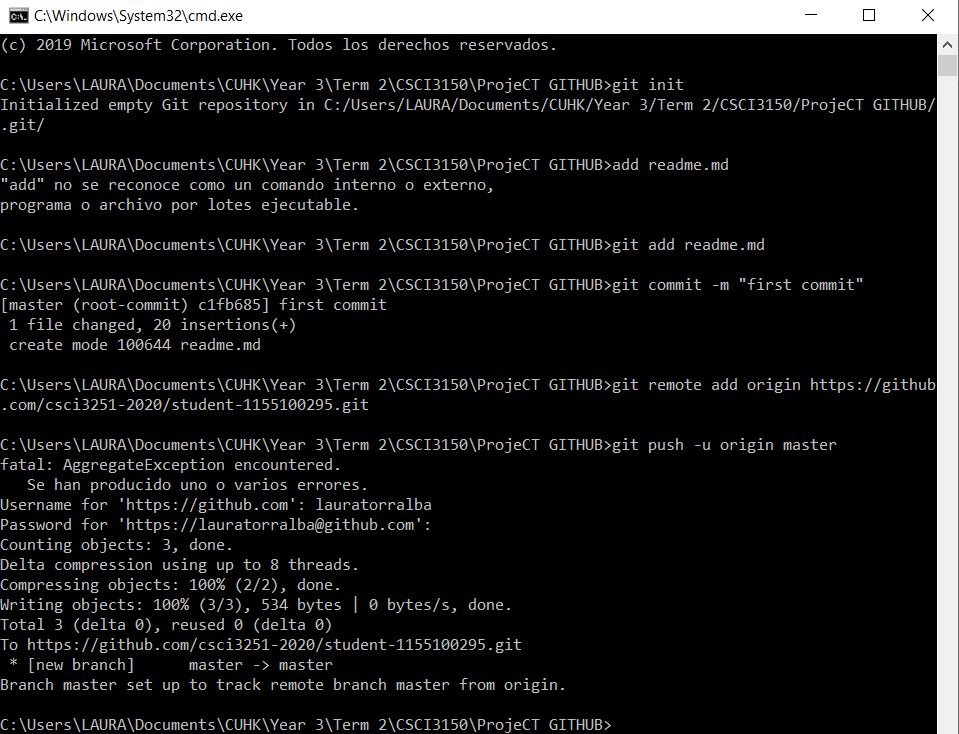 C:\Windows\System32\cmd.exe
(c) 2019 Microsoft Corporation. Todos los derechos reservados.
C:\Users\LAURA\Documents\CUHK\Year 3\Term 2\CSCI3150\ProjeCT GITHUB>git init
Initialized empty Git repository in C:/Users/LAURA/Documents/CUHK/Year 3/Term 2/CSCI3150/ProjeCT GITHUB/
.git/
C:\Users\LAURA\Documents\CUHK\Year 3\Term 2\CSCI3150\ProjeCT GITHUB>add readme.md
"add" no se reconoce como un comando interno o externo,
programa o archivo por lotes ejecutable.
C:\Users\LAURA\Documents\CUHK\Year 3\Term 2\CSCI3150\ProjeCT GITHUB>git add readme.md
C:\Users\LAURA\Documents\CUHK\Year 3\Term 2\CSCI3150\ProjeCT GITHUB>git commit -m "first commit"
[master (root-commit) c1fb685] first commit
 1 file changed, 20 insertions(+)
 create mode 100644 readme.md
C:\Users\LAURA\Documents\CUHK\Year 3\Term 2\CSCI3150\ProjeCT GITHUB>git remote add origin https://github
.com/csci3251-2020/student-1155100295.git
C:\Users\LAURA\Documents\CUHK\Year 3\Term 2\CSCI3150\ProjeCT GITHUB>git push -u origin master
fatal: AggregateException encountered.
   Se han producido uno o varios errores.
Username for 'https://github.com': lauratorralba
Password for 'https://lauratorralba@github.com':
Counting objects: 3, done.
Delta compression using up to 8 threads.
Compressing objects: 100% (2/2), done.
Writing objects: 100% (3/3), 534 bytes | 0 bytes/s, done.
Total 3 (delta 0), reused 0 (delta 0)
To https://github.com/csci3251-2020/student-1155100295.git
 * [new branch]      master -> master
Branch master set up to track remote branch master from origin.
C:\Users\LAURA\Documents\CUHK\Year 3\Term 2\CSCI3150\ProjeCT GITHUB>